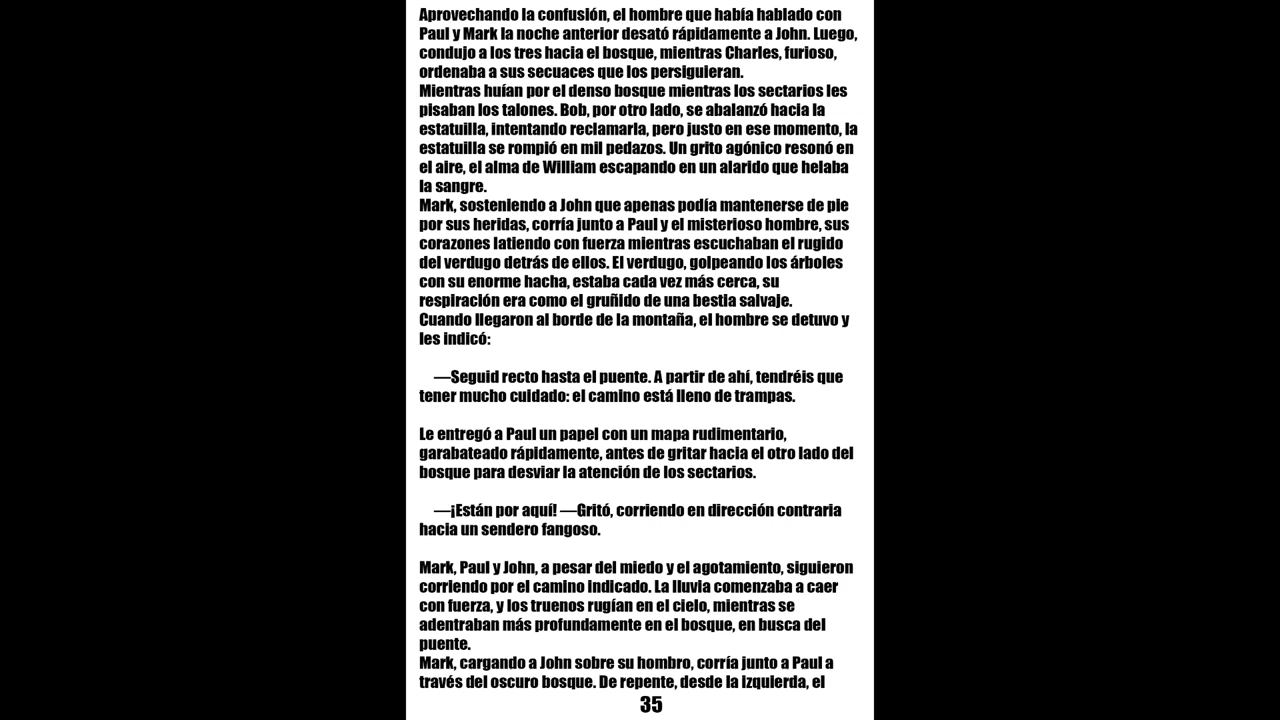 Aprovechando la confusión, el hombre que había hablado con
Paul y Mark la noche anterior desató rápidamente a John. Luego,
condujo a los tres hacia el bosque, mientras Charles, furioso,
ordenaba a sus secuaces que los persiguieran.
Mientras huían por el denso bosque mientras los sectarios les
pisaban los talones. Bob, por otro lado, se abalanzó hacia la
estatuilla, intentando reclamarla, pero justo en ese momento, la
estatuilla se rompió en mil pedazos. Un grito agónico resonó en
el aire, el alma de William escapando en un alarido que helaba
la sangre.
Mark, sosteniendo a John que apenas podía mantenerse de pie
por sus heridas, corría junto a Paul y el misterioso hombre, sus
corazones latiendo con fuerza mientras escuchaban el rugido
del verdugo detrás de ellos. El verdugo, golpeando los árboles
con su enorme hacha, estaba cada vez más cerca, su
respiración era como el gruñido de una bestia salvaje.
Cuando llegaron al borde de la montaña, el hombre se detuvo y
les indicó:
—Seguid recto hasta el puente. A partir de ahí, tendréis que
tener mucho cuidado: el camino está lleno de trampas.
Le entregó a Paul un papel con un mapa rudimentario,
garabateado rápidamente, antes de gritar hacia el otro lado del
bosque para desviar la atención de los sectarios.
—¡Están por aquí! —Gritó, corriendo en dirección contraria
hacia un sendero fangoso.
Mark, Paul y John, a pesar del miedo y el agotamiento, siguieron
corriendo por el camino indicado. La lluvia comenzaba a caer
con fuerza, y los truenos rugían en el cielo, mientras se
adentraban más profundamente en el bosque, en busca del
puente.
Mark, cargando a John sobre su hombro, corría junto a Paul a
través del oscuro bosque. De repente, desde la izquierda, el
35